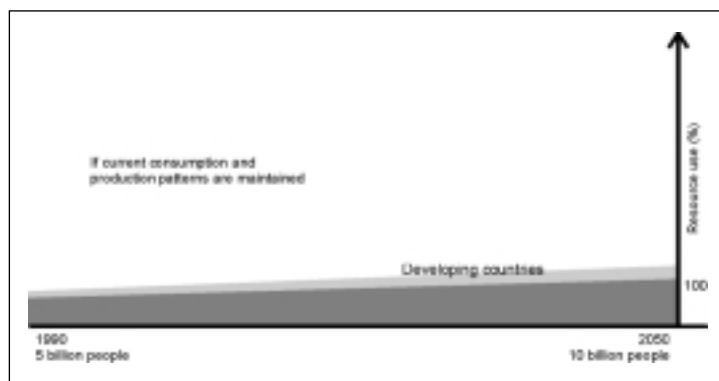 If current consumption and
production patterns are maintained
Resource use (%)
Developing countries
100
1990
5 billion people
2050
10 billion people